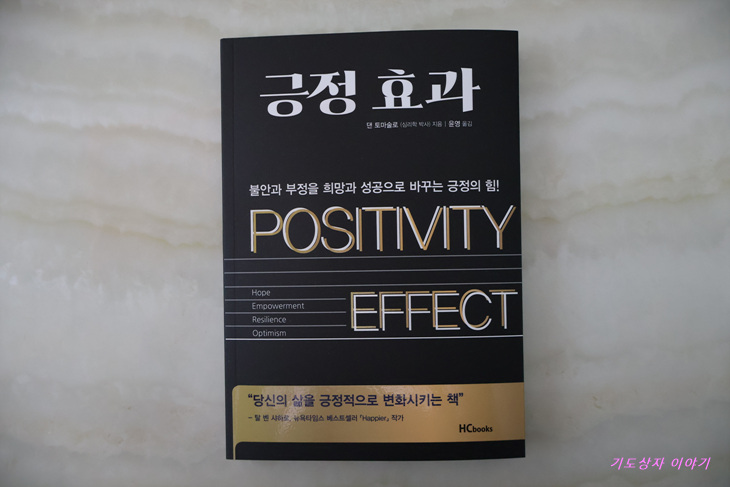 긍정 효과
댄 토마술로 (심리학 박사) 지음 | 윤영 옮김
불안과 부정을 희망과 성공으로 바꾸는 긍정의 힘!
POSITIVITY
EFFECT
Hope
Empowerment
Resilience
Optimism
“당신의 삶을 긍정적으로 변화시키는 책”
– 탈 벤 샤하르, 뉴욕타임스 베스트셀러 「Happier」 작가
HCbooks
기도상자 이야기